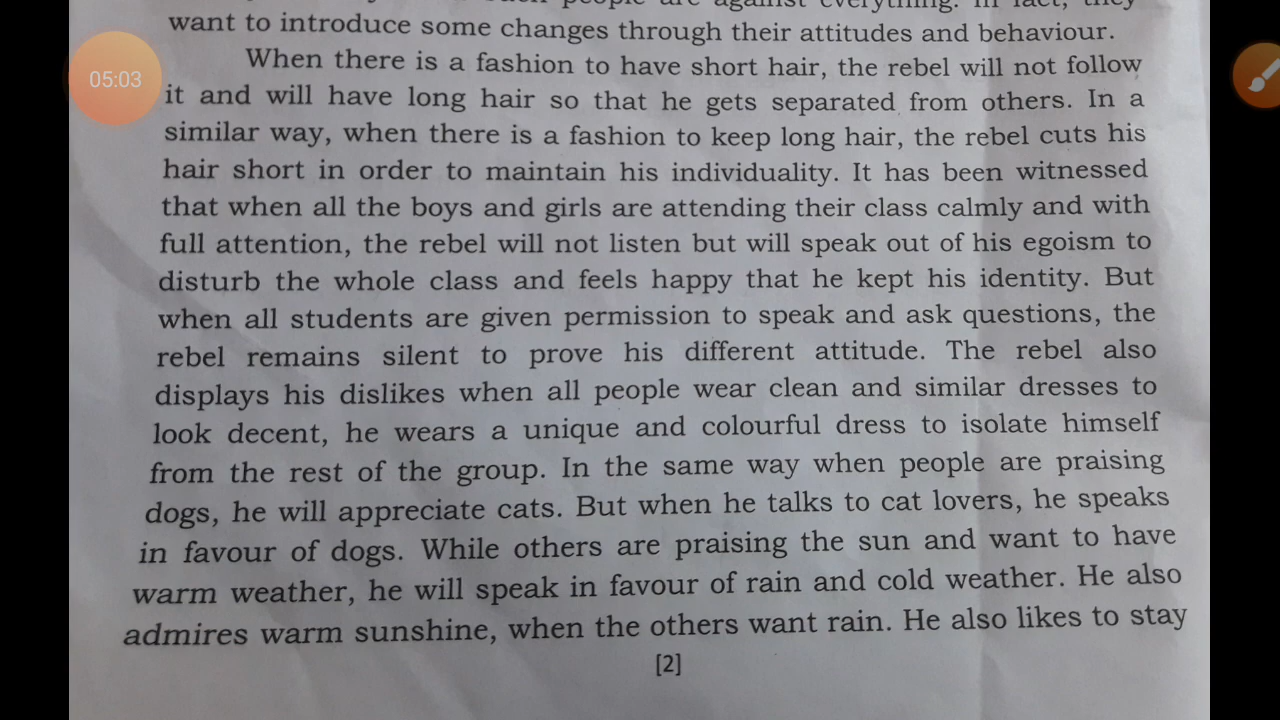 people are against everything. In fact, they
want to introduce some changes through their attitudes and behaviour.
When there is a fashion to have short hair, the rebel will not follow
it and will have long hair so that he gets separated from others. In a
similar way, when there is a fashion to keep long hair, the rebel cuts his
hair short in order to maintain his individuality. It has been witnessed
that when all the boys and girls are attending their class calmly and with
full attention, the rebel will not listen but will speak out of his egoism to
disturb the whole class and feels happy that he kept his identity. But
when all students are given permission to speak and ask questions, the
rebel remains silent to prove his different attitude. The rebel also
displays his dislikes when all people wear clean and similar dresses to
look decent, he wears a unique and colourful dress to isolate himself
from the rest of the group. In the same way when people are praising
dogs, he will appreciate cats. But when he talks to cat lovers, he speaks
in favour of dogs. While others are praising the sun and want to have
warm weather, he will speak in favour of rain and cold weather. He also
admires warm sunshine, when the others want rain. He also likes to stay
[2]
05:03